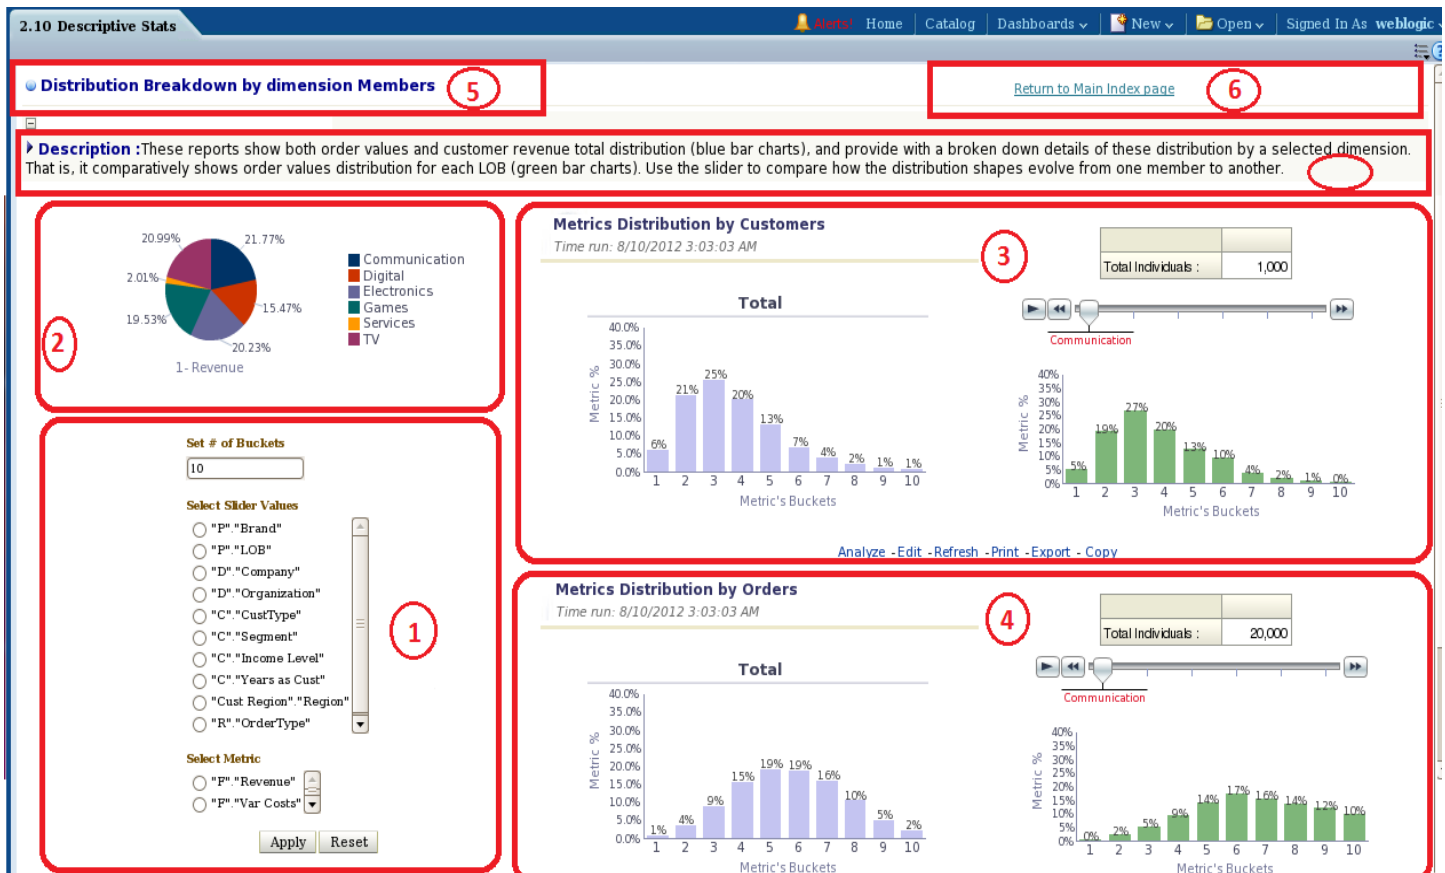 2.10 Descriptive Stats
Alerts! Home Catalog Dashboards New Open Signed In As weblogic
Distribution Breakdown by dimension Members
5
Return to Main Index page
6
Description :These reports show both order values and customer revenue total distribution (blue bar charts), and provide with a broken down details of these distribution by a selected dimension.
That is, it comparatively shows order values distribution for each LOB (green bar charts). Use the slider to compare how the distribution shapes evolve from one member to another.
20.99%
21.77%
2.01%
15.47%
19.53%
20.23%
1- Revenue
Communication
Digital
Electronics
Games
Services
TV
2
Set # of Buckets
10
Select Slider Values
"P"."Brand"
"P"."LOB"
"D"."Company"
"D"."Organization"
"C"."CustType"
"C"."Segment"
"C"."Income Level"
"C"."Years as Cust"
"Cust Region"."Region"
"R"."OrderType"
Select Metric
"F"."Revenue"
"F"."Var Costs"
Apply Reset
1
Metrics Distribution by Customers
Time run: 8/10/2012 3:03:03 AM
3
Total Individuals : 1,000
Total
Metric %
40.0%
35.0%
30.0%
25.0%
20.0%
15.0%
10.0%
5.0%
0.0%
6% 21% 25% 20% 13% 7% 4% 2% 1% 1%
1 2 3 4 5 6 7 8 9 10
Metric's Buckets
Communication
Metric %
40%
35%
30%
25%
20%
15%
10%
5%
0%
5% 19% 27% 20% 13% 10% 4% 2% 1% 0%
1 2 3 4 5 6 7 8 9 10
Metric's Buckets
Analyze - Edit - Refresh - Print - Export - Copy
Metrics Distribution by Orders
Time run: 8/10/2012 3:03:03 AM
4
Total Individuals : 20,000
Total
Metric %
40.0%
35.0%
30.0%
25.0%
20.0%
15.0%
10.0%
5.0%
0.0%
1% 4% 9% 15% 19% 19% 16% 10% 5% 2%
1 2 3 4 5 6 7 8 9 10
Metric's Buckets
Communication
Metric %
40%
35%
30%
25%
20%
15%
10%
5%
0%
0% 2% 5% 9% 14% 17% 16% 14% 12% 10%
1 2 3 4 5 6 7 8 9 10
Metric's Buckets